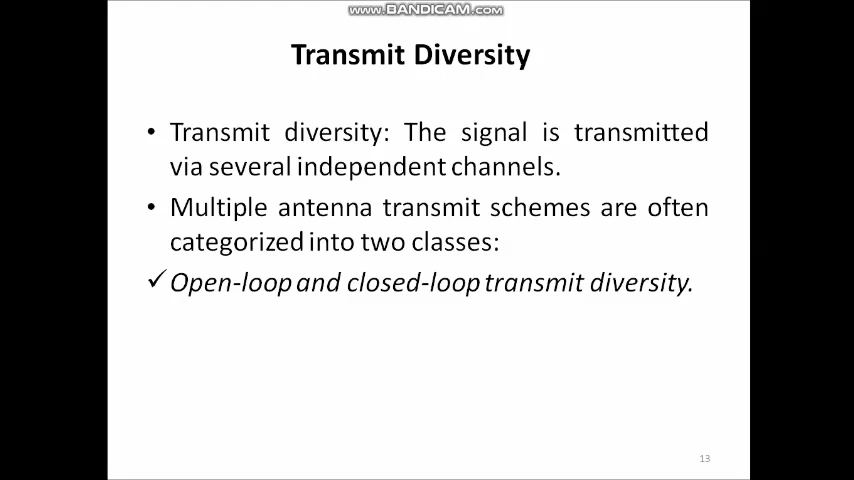 www.BANDICAM.com
Transmit Diversity
• Transmit diversity: The signal is transmitted
via several independent channels.
• Multiple antenna transmit schemes are often
categorized into two classes:
✓ Open-loop and closed-loop transmit diversity.
13